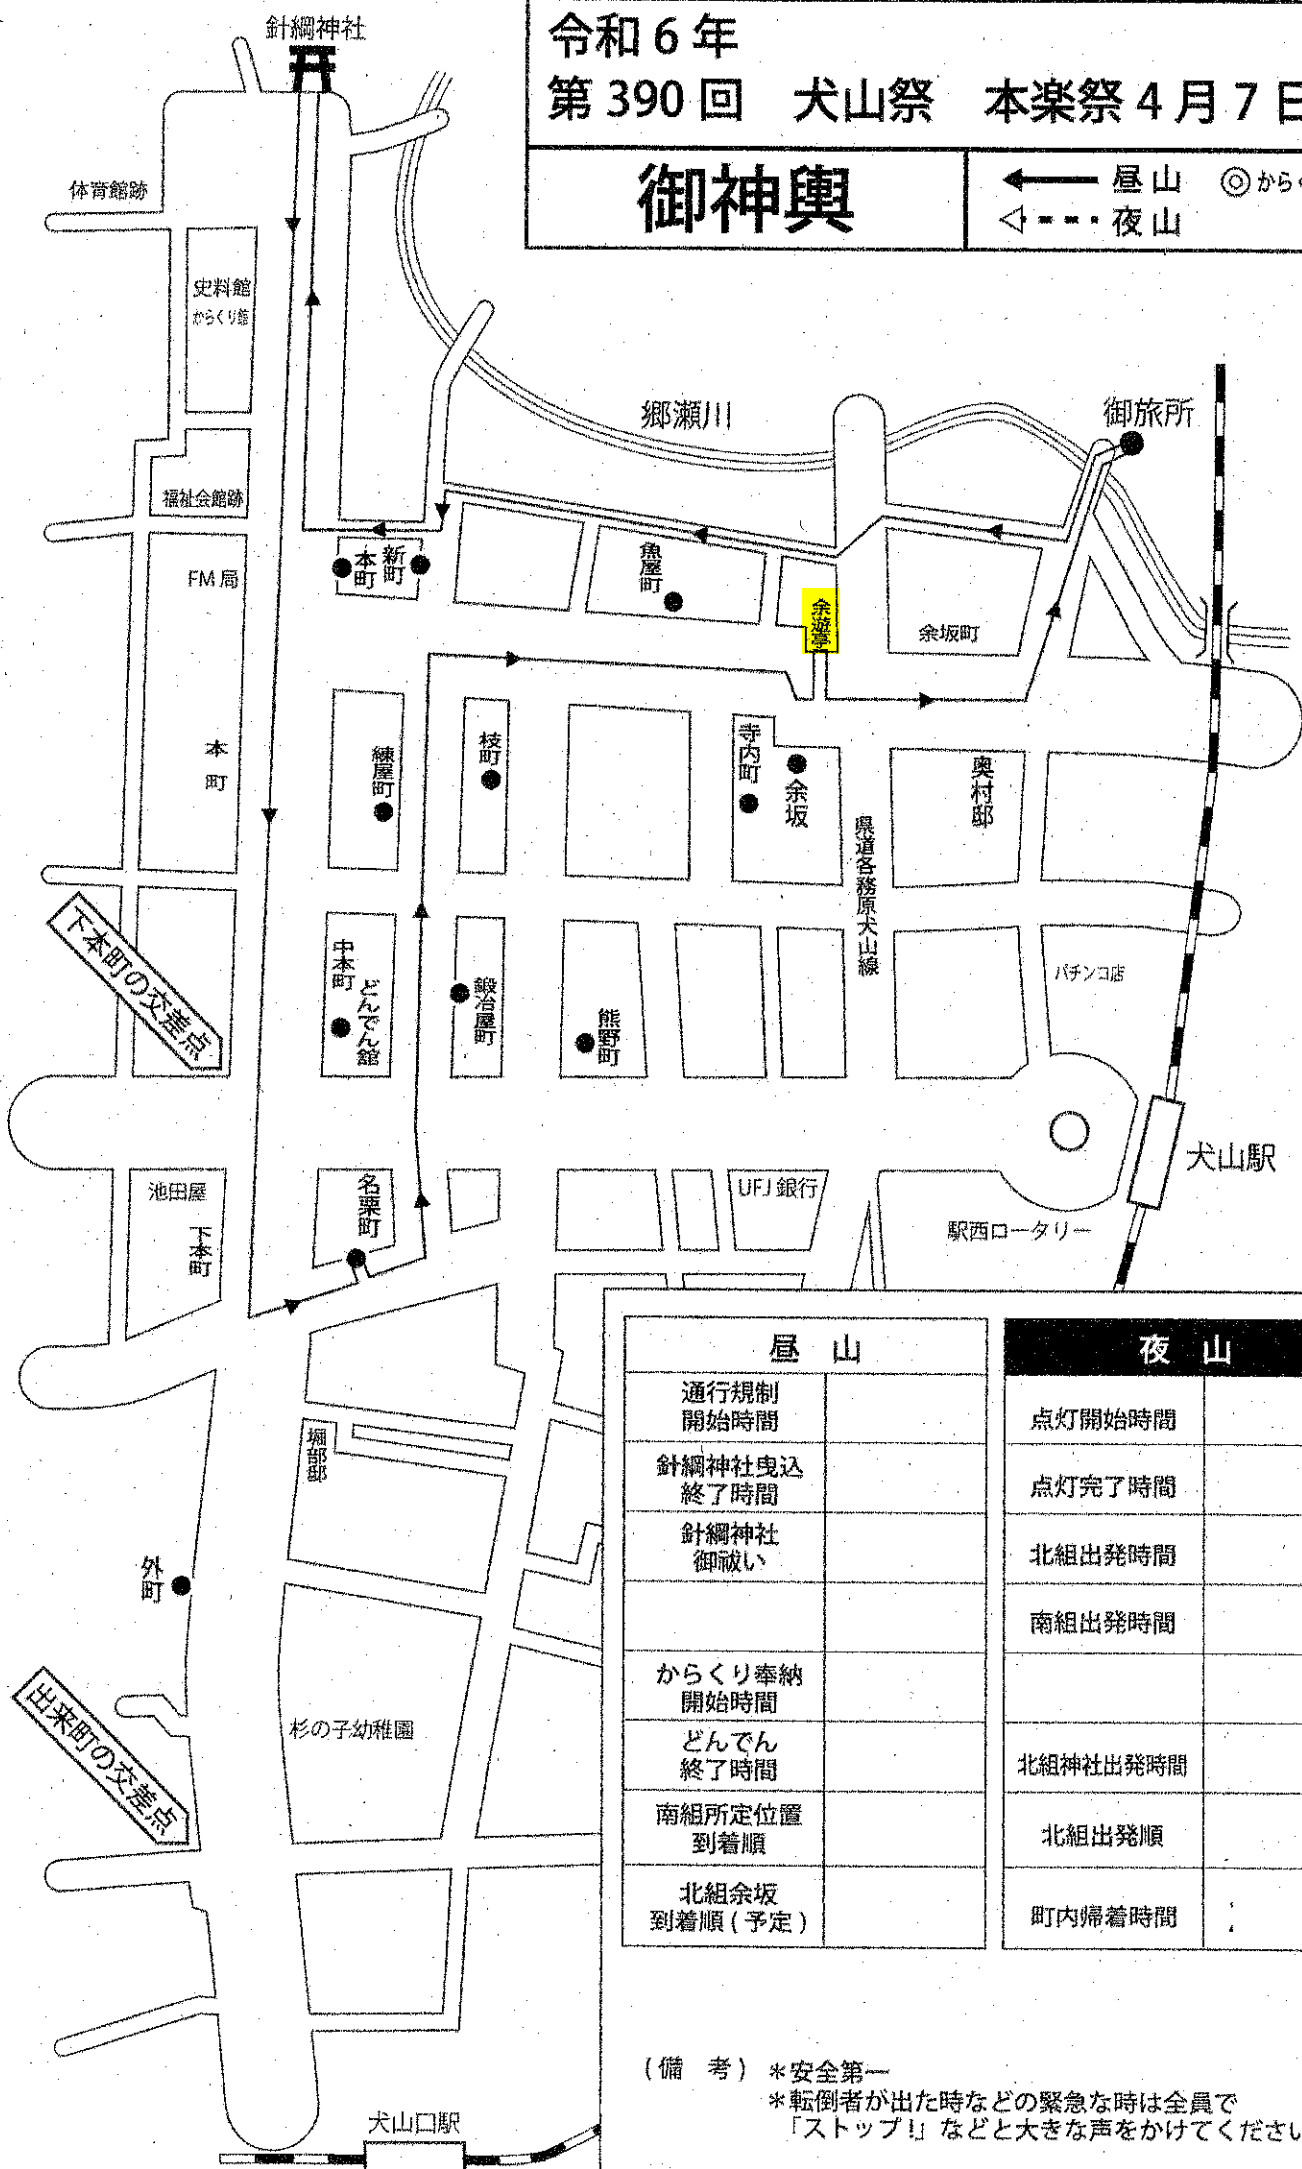 針綱神社
令和6年
第390回 犬山祭 本楽祭4月7日
御神輿
昼山 ◎から
夜山
体育館跡
史料館
からくり館
郷瀬川
御旅所
福祉会館跡
FM局
本町
新町
魚屋町
余遊亭
余坂町
本町
練屋町
枝町
寺内町
余坂
奥村邸
県道各務原犬山線
下本町の交差点
中本町
どんでん館
鍛冶屋町
熊野町
パチンコ店
犬山駅
池田屋
下本町
名栗町
UFJ銀行
駅西ロータリー
堀部邸
外町
杉の子幼稚園
出来町の交差点
犬山口駅
昼山
通行規制
開始時間
針綱神社曳込
終了時間
針綱神社
御祓い
からくり奉納
開始時間
どんでん
終了時間
南組所定位置
到着順
北組余坂
到着順(予定)
夜山
点灯開始時間
点灯完了時間
北組出発時間
南組出発時間
北組神社出発時間
北組出発順
町内帰着時間
:
(備 考) *安全第一
*転倒者が出た時などの緊急な時は全員で
「ストップ!」などと大きな声をかけてください